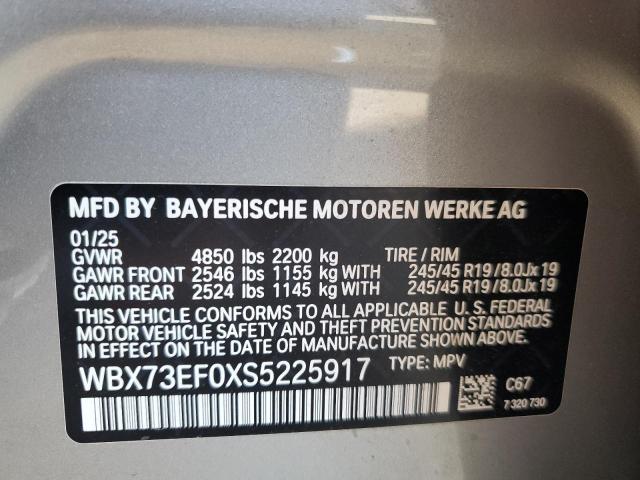 MFD BY BAYERISCHE MOTOREN WERKE AG
01/25
GVWR 4850 lbs 2200 kg TIRE / RIM
GAWR FRONT 2546 lbs 1155 kg WITH 245/45 R19 / 8.0Jx19
GAWR REAR 2524 lbs 1145 kg WITH 245/45 R19 / 8.0Jx19
THIS VEHICLE CONFORMS TO ALL APPLICABLE U. S. FEDERAL
MOTOR VEHICLE SAFETY AND THEFT PREVENTION STANDARDS
IN EFFECT ON THE DATE OF MANUFACTURE SHOWN ABOVE.
WBX73EF0XS5225917 TYPE: MPV
C67
7 320 730